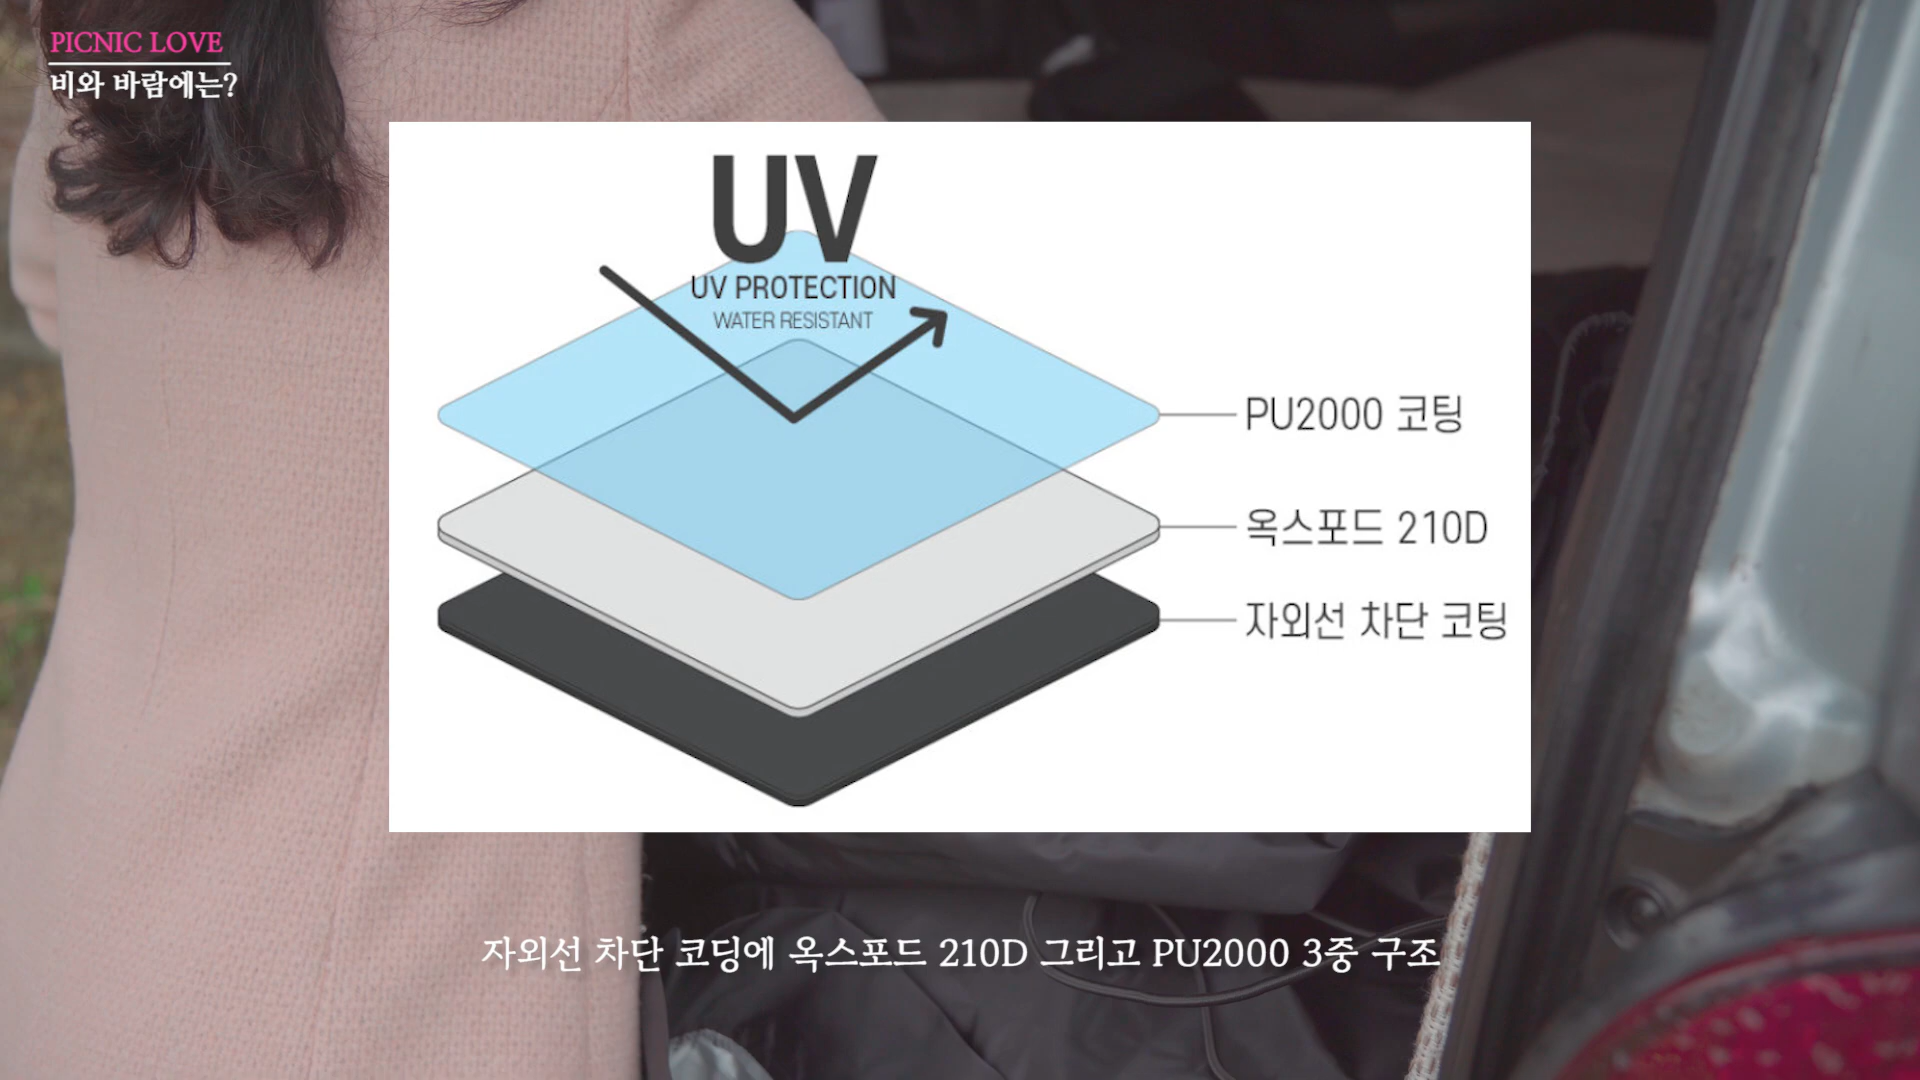 PICNIC LOVE
비와 바람에는?
UV
UV PROTECTION
WATER RESISTANT
PU2000 코팅
옥스포드 210D
자외선 차단 코팅
자외선 차단 코딩에 옥스포드 210D 그리고 PU2000 3중 구조